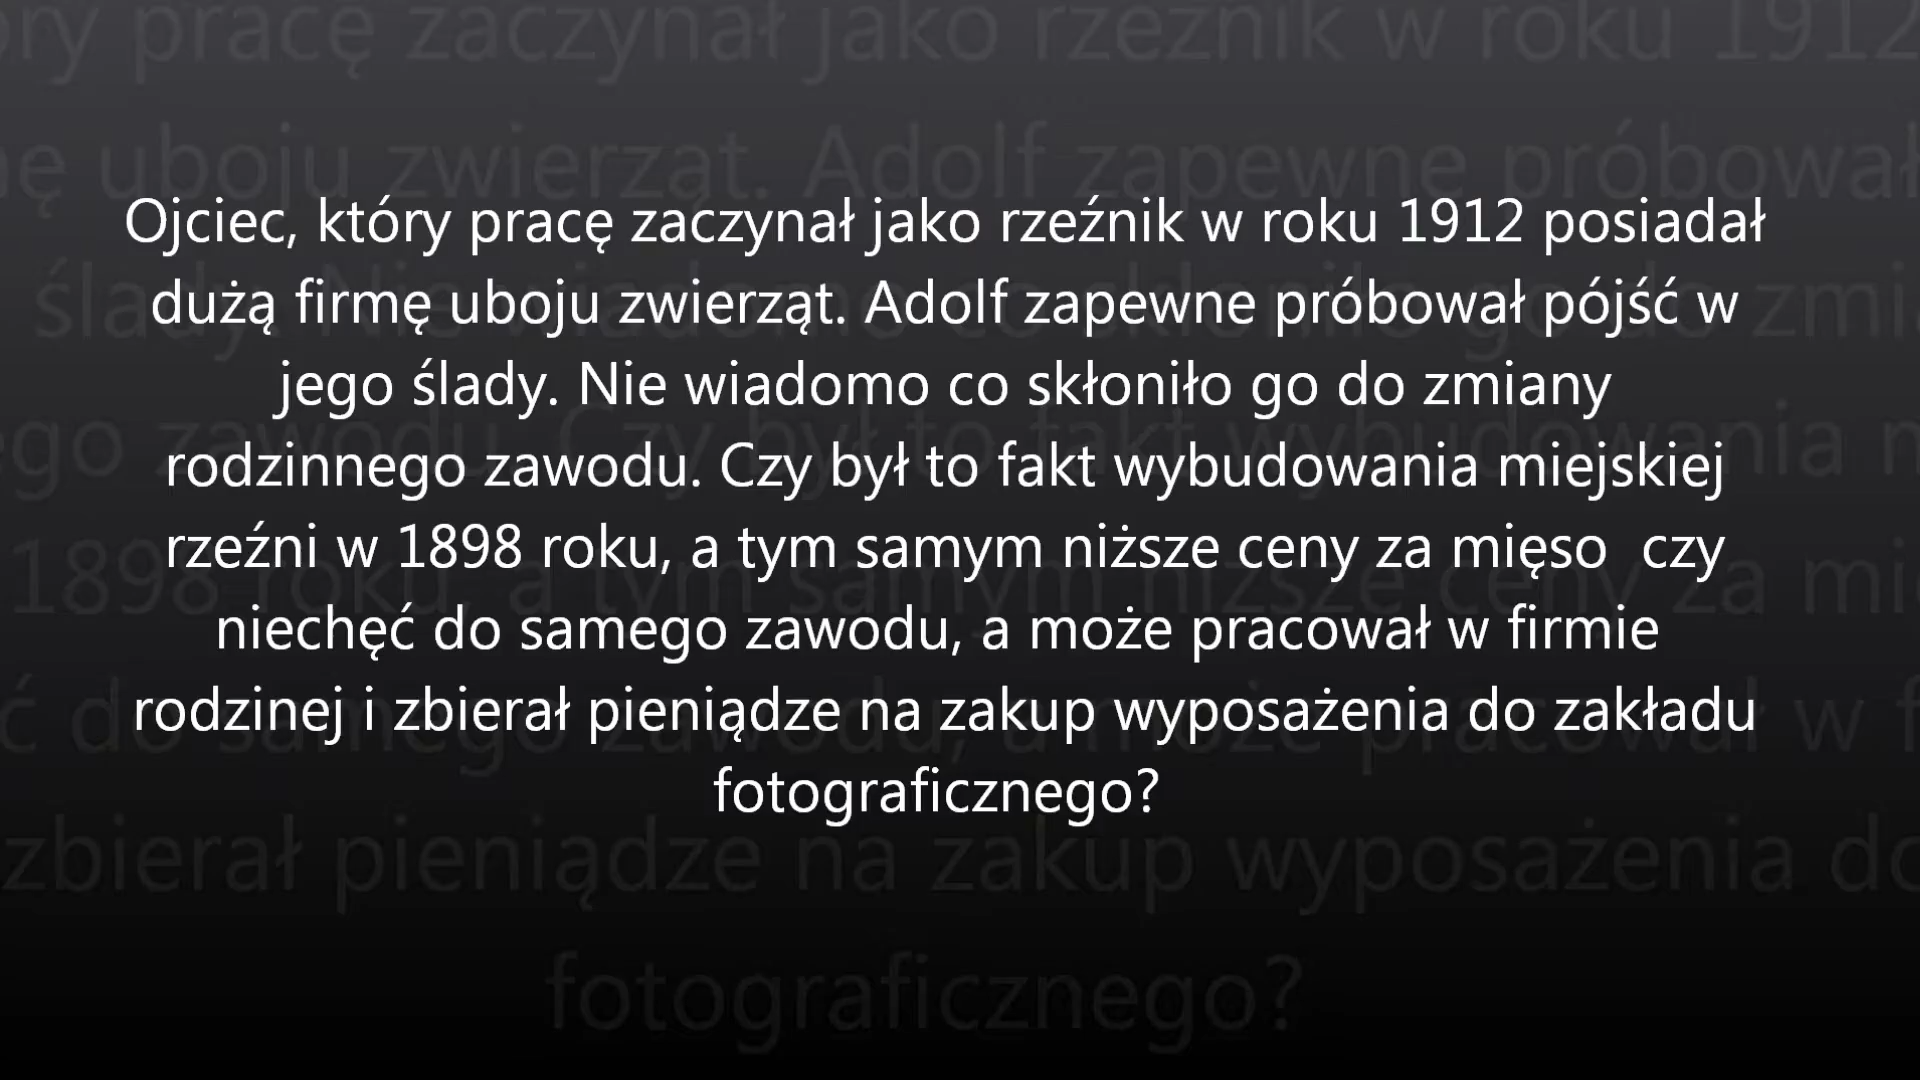 Ojciec, który pracę zaczynał jako rzeźnik w roku 1912 posiadał
dużą firmę uboju zwierząt. Adolf zapewne próbował pójść w
jego ślady. Nie wiadomo co skłoniło go do zmiany
rodzinnego zawodu. Czy był to fakt wybudowania miejskiej
rzeźni w 1898 roku, a tym samym niższe ceny za mięso  czy
niechęć do samego zawodu, a może pracował w firmie
rodzinej i zbierał pieniądze na zakup wyposażenia do zakładu
fotograficznego?